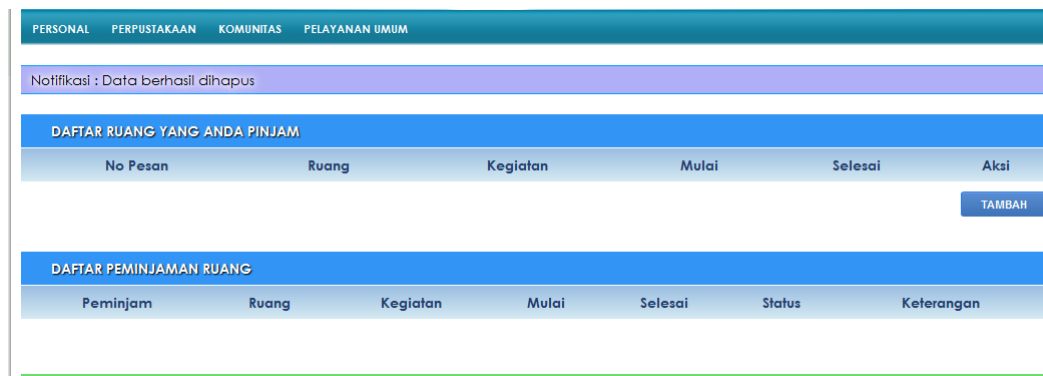 PERSONAL PERPUSTAKAAN KOMUNITAS PELAYANAN UMUM
Notifikasi : Data berhasil dihapus
DAFTAR RUANG YANG ANDA PINJAM
No Pesan Ruang Kegiatan Mulai Selesai Aksi
TAMBAH
DAFTAR PEMINJAMAN RUANG
Peminjam Ruang Kegiatan Mulai Selesai Status Keterangan